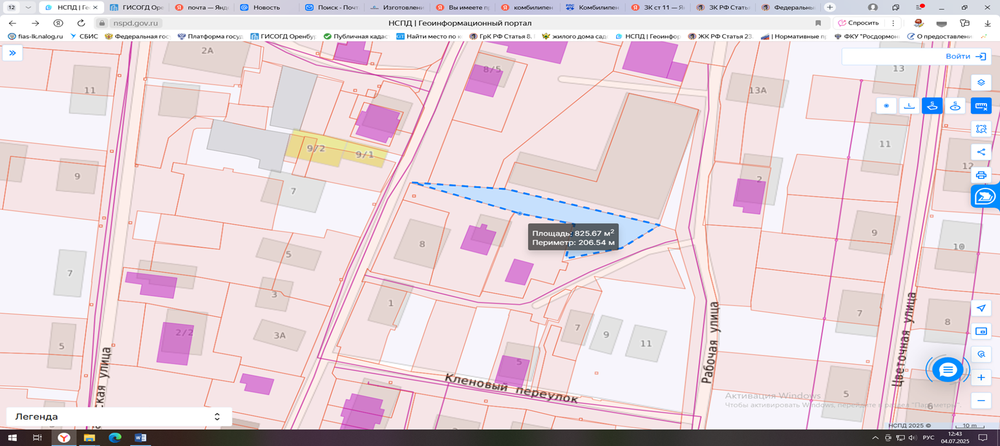 12
НСПД | Гео
ГИСОГД Оре
почта — Янд
Новость
Поиск - Почт
Изготовлени
Вы имеете п
комбилипен
Комбилипен
ЗК ст 11 — Я
ЗК РФ Стать
Федеральны
nspd.gov.ru
НСПД | Геоинформационный портал
Спросить
fias-lk.nalog.ru
СБИС
Федеральная гос
Платформа госуд
ГИСОГД Оренбур
Публичная кадас
Найти место по к
ГрК РФ Статья 8.
жилого дома садо
НСПД | Геоинфор
ЖК РФ Статья 23.
| Нормативные пр
ФКУ "Росдормон
О предоставлени
Войти
2А
8/5
13
11
13А
11
9/2
9/1
12
9
7
2
8
9
10
5
7
3
1
7
8
2/2
3А
7
9
11
5
5
5
6
Площадь: 825.67 м2
Периметр: 206.54 м
ская улица
Кленовый переулок
Рабочая улица
Цветочная улица
Активация Windows
Чтобы активировать Windows, перейдите в раздел "Параметры".
Легенда
НСПД 2025 ©
10 m
РУС
12:43
04.07.2025